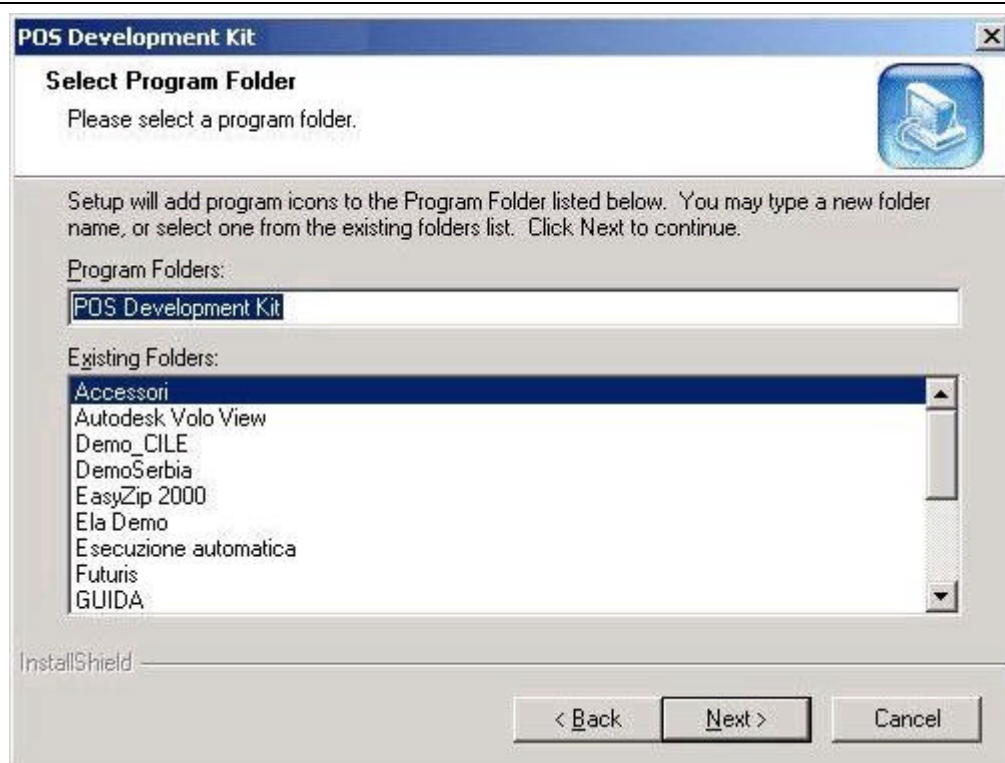 POS Development Kit
Select Program Folder
Please select a program folder.
Setup will add program icons to the Program Folder listed below. You may type a new folder
name, or select one from the existing folders list. Click Next to continue.
Program Folders:
POS Development Kit
Existing Folders:
Accessori
Autodesk Volo View
Demo_CILE
DemoSerbia
EasyZip 2000
Ela Demo
Esecuzione automatica
Futuris
GUIDA
InstallShield
< Back Next > Cancel